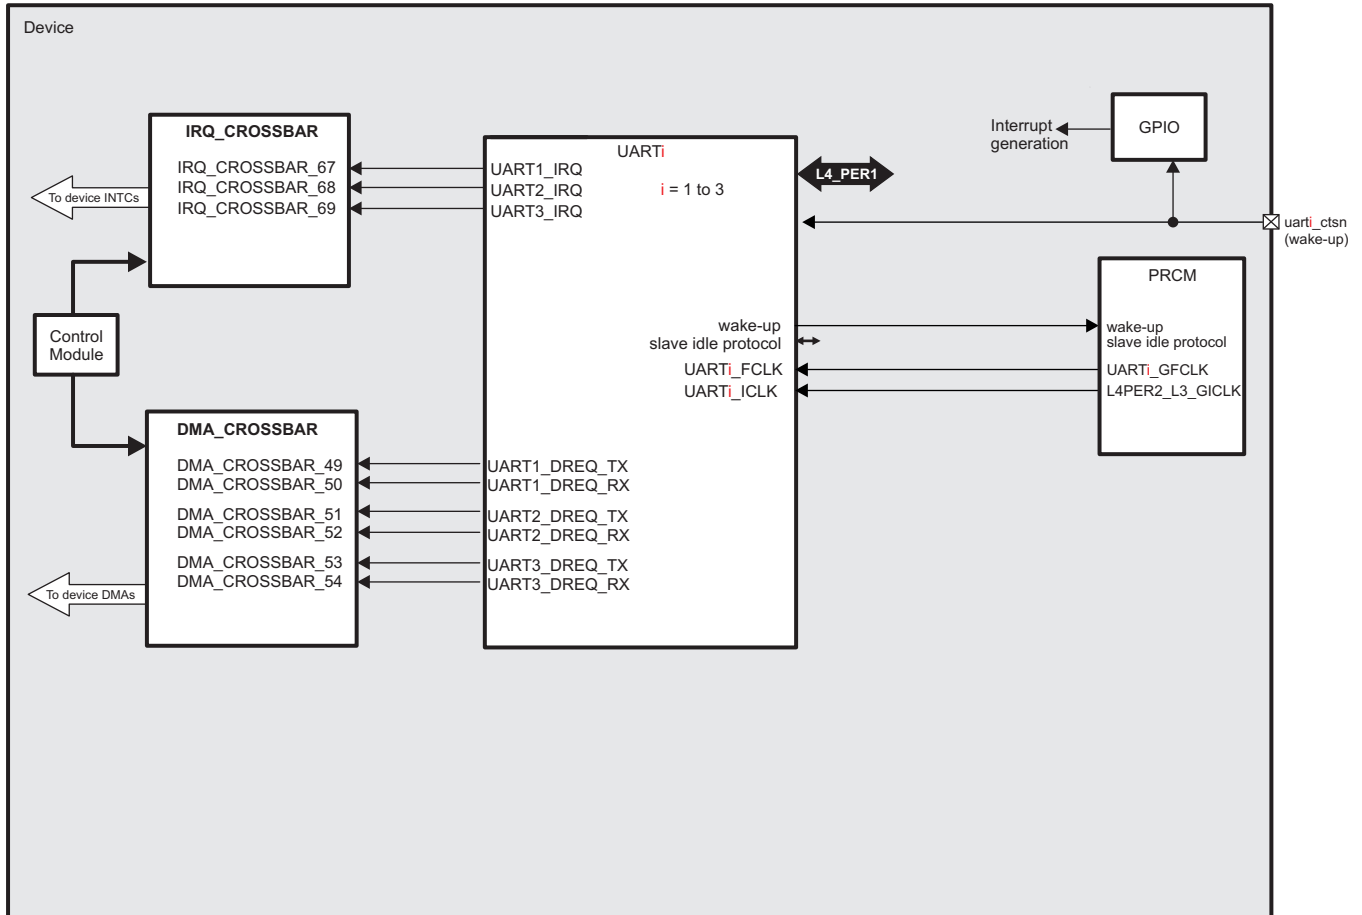 Device
IRQ_CROSSBAR
IRQ_CROSSBAR_67
IRQ_CROSSBAR_68
IRQ_CROSSBAR_69
To device INTCs
Control
Module
DMA_CROSSBAR
DMA_CROSSBAR_49
DMA_CROSSBAR_50
DMA_CROSSBAR_51
DMA_CROSSBAR_52
DMA_CROSSBAR_53
DMA_CROSSBAR_54
To device DMAs
UARTi
i = 1 to 3
UART1_IRQ
UART2_IRQ
UART3_IRQ
wake-up
slave idle protocol
UARTi_FCLK
UARTi_ICLK
UART1_DREQ_TX
UART1_DREQ_RX
UART2_DREQ_TX
UART2_DREQ_RX
UART3_DREQ_TX
UART3_DREQ_RX
L4_PER1
Interrupt
generation
GPIO
uarti_ctsn
(wake-up)
PRCM
wake-up
slave idle protocol
UARTi_GFCLK
L4PER2_L3_GICLK